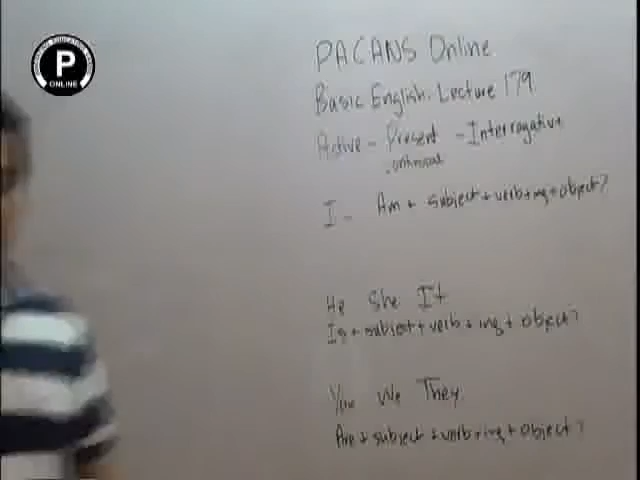 P
ONLINE
PACANS Online
Basic English. Lecture 179.
Active - Present - Interrogative
I - Am + subject + verb + ing + object?
He She It
Is + subject + verb + ing + object?
You We They
Are + subject + verb + ing + object?